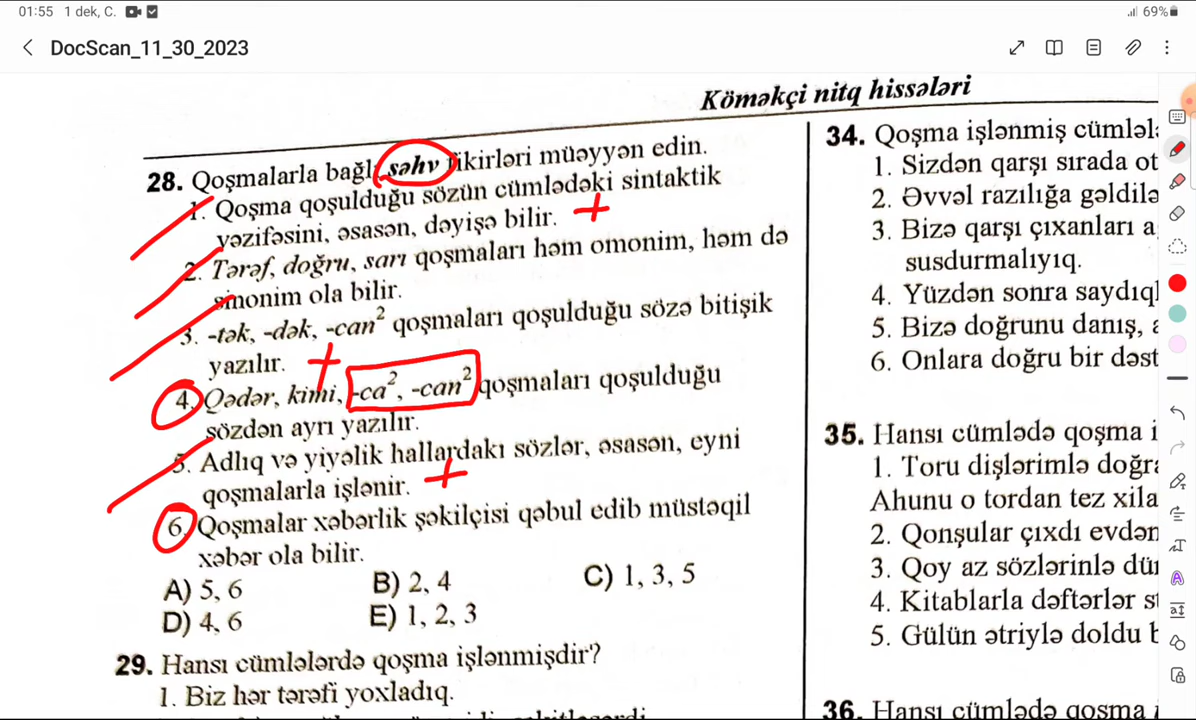 01:55 1 dek, C.
69%
DocScan_11_30_2023
Köməkçi nitq hissələri
28. Qoşmalarla bağlı səhv fikirləri müəyyən edin.
1. Qoşma qoşulduğu sözün cümlədəki sintaktik
vəzifəsini, əsasən, dəyişə bilir. +
2. Tərəf, doğru, sarı qoşmaları həm omonim, həm də
sinonim ola bilir.
3. -tək, -dək, -can² qoşmaları qoşulduğu sözə bitişik
yazılır. +
4. Qədər, kimi, -ca², -can² qoşmaları qoşulduğu
sözdən ayrı yazılır.
5. Adlıq və yiyəlik hallardakı sözlər, əsasən, eyni
qoşmalarla işlənir. +
6. Qoşmalar xəbərlik şəkilçisi qəbul edib müstəqil
xəbər ola bilir.
A) 5, 6 B) 2, 4 C) 1, 3, 5
D) 4, 6 E) 1, 2, 3
29. Hansı cümlələrdə qoşma işlənmişdir?
1. Biz hər tərəfi yoxladıq.
34. Qoşma işlənmiş cümləl
1. Sizdən qarşı sırada ot
2. Əvvəl razılığa gəldilə
3. Bizə qarşı çıxanları a
susdurmalıyıq.
4. Yüzdən sonra saydıq
5. Bizə doğrunu danış, a
6. Onlara doğru bir dəst
35. Hansı cümlədə qoşma i
1. Toru dişlərimlə doğra
Ahunu o tordan tez xila
2. Qonşular çıxdı evdən
3. Qoy az sözlərinlə dü
4. Kitablarla dəftərlər s
5. Gülün ətriylə doldu b
36. Hansı cümlədə qoşma